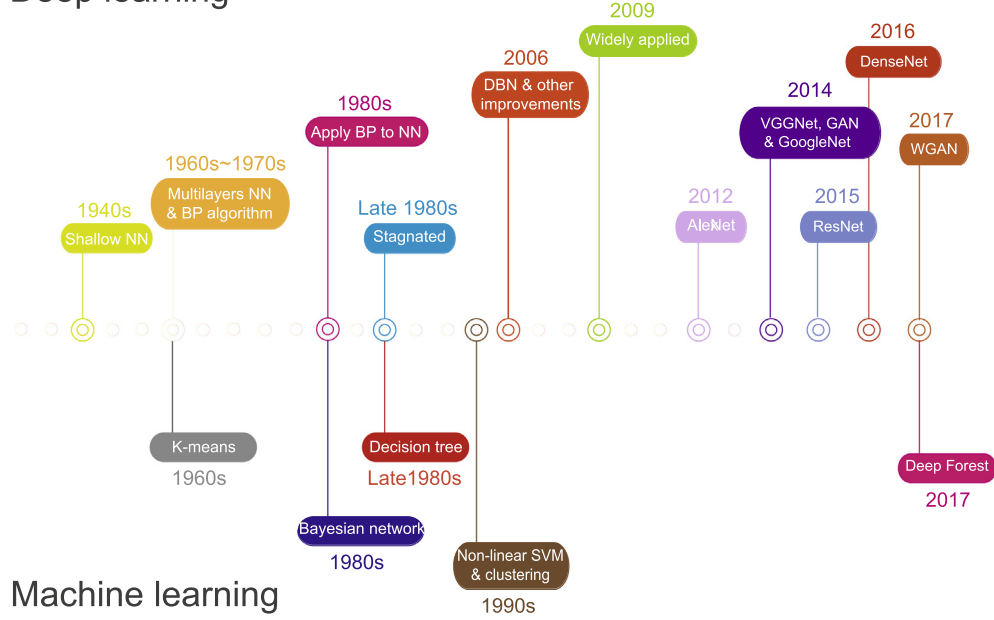 Deep learning
2009
Widely applied
2016
DenseNet
2006
DBN & other
improvements
2014
VGGNet, GAN
& GoogleNet
1980s
Apply BP to NN
2017
WGAN
1960s~1970s
Multilayers NN
& BP algorithm
1940s
Shallow NN
Late 1980s
Stagnated
2012
AlexNet
2015
ResNet
K-means
1960s
Decision tree
Late1980s
Deep Forest
2017
Bayesian network
1980s
Non-linear SVM
& clustering
1990s
Machine learning